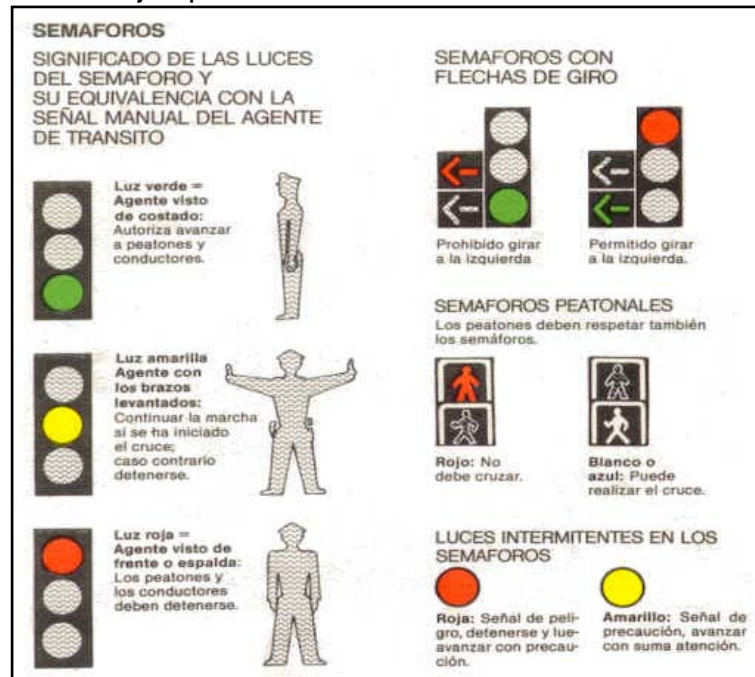 SEMAFOROS
SIGNIFICADO DE LAS LUCES
DEL SEMAFORO Y
SU EQUIVALENCIA CON LA
SEÑAL MANUAL DEL AGENTE
DE TRANSITO
Luz verde =
Agente visto
de costado:
Autoriza avanzar
a peatones y
conductores.
Luz amarilla
Agente con
los brazos
levantados:
Continuar la marcha
si se ha iniciado
el cruce;
caso contrario
detenerse.
Luz roja =
Agente visto de
frente o espalda:
Los peatones y
los conductores
deben detenerse.
SEMAFOROS CON
FLECHAS DE GIRO
Prohibido girar
a la izquierda
Permitido girar
a la izquierda.
SEMAFOROS PEATONALES
Los peatones deben respetar también
los semáforos.
Rojo: No
debe cruzar.
Blanco o
azul: Puede
realizar el cruce.
LUCES INTERMITENTES EN LOS
SEMAFOROS
Roja: Señal de peli-
gro, detenerse y lue-
avanzar con precau-
ción.
Amarillo: Señal de
precaución, avanzar
con suma atención.